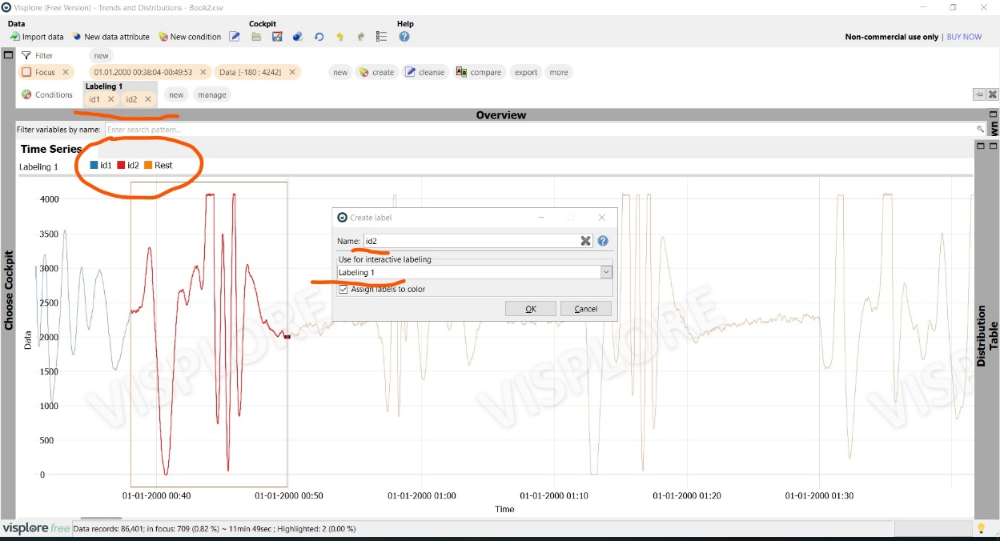 Visplore (Free Version) - Trends and Distributions - Book2.csv
Data Cockpit Help
Import data New data attribute New condition Non-commercial use only | BUY NOW
Filter new
Focus 01.01.2000 00:38:04-00:49:53 Data [-180 ; 4242] new create cleanse compare export more
Labeling 1
Conditions id1 id2 new manage
Overview
Filter variables by name: Enter search pattern...
Time Series
Labeling 1 id1 id2 Rest
Choose Cockpit
Data
4000
3500
3000
2500
2000
1500
1000
500
0
Create label
Name: id2
Use for interactive labeling
Labeling 1
Assign labels to color
OK Cancel
VISPLORE VISPLORE VISPLORE
01-01-2000 00:40 01-01-2000 00:50 01-01-2000 01:00 01-01-2000 01:10 01-01-2000 01:20 01-01-2000 01:30
Time
Distribution
Table
visplore free Data records: 86,401; in focus: 709 (0.82 %) ~ 11min 49sec ; Highlighted: 2 (0.00 %)